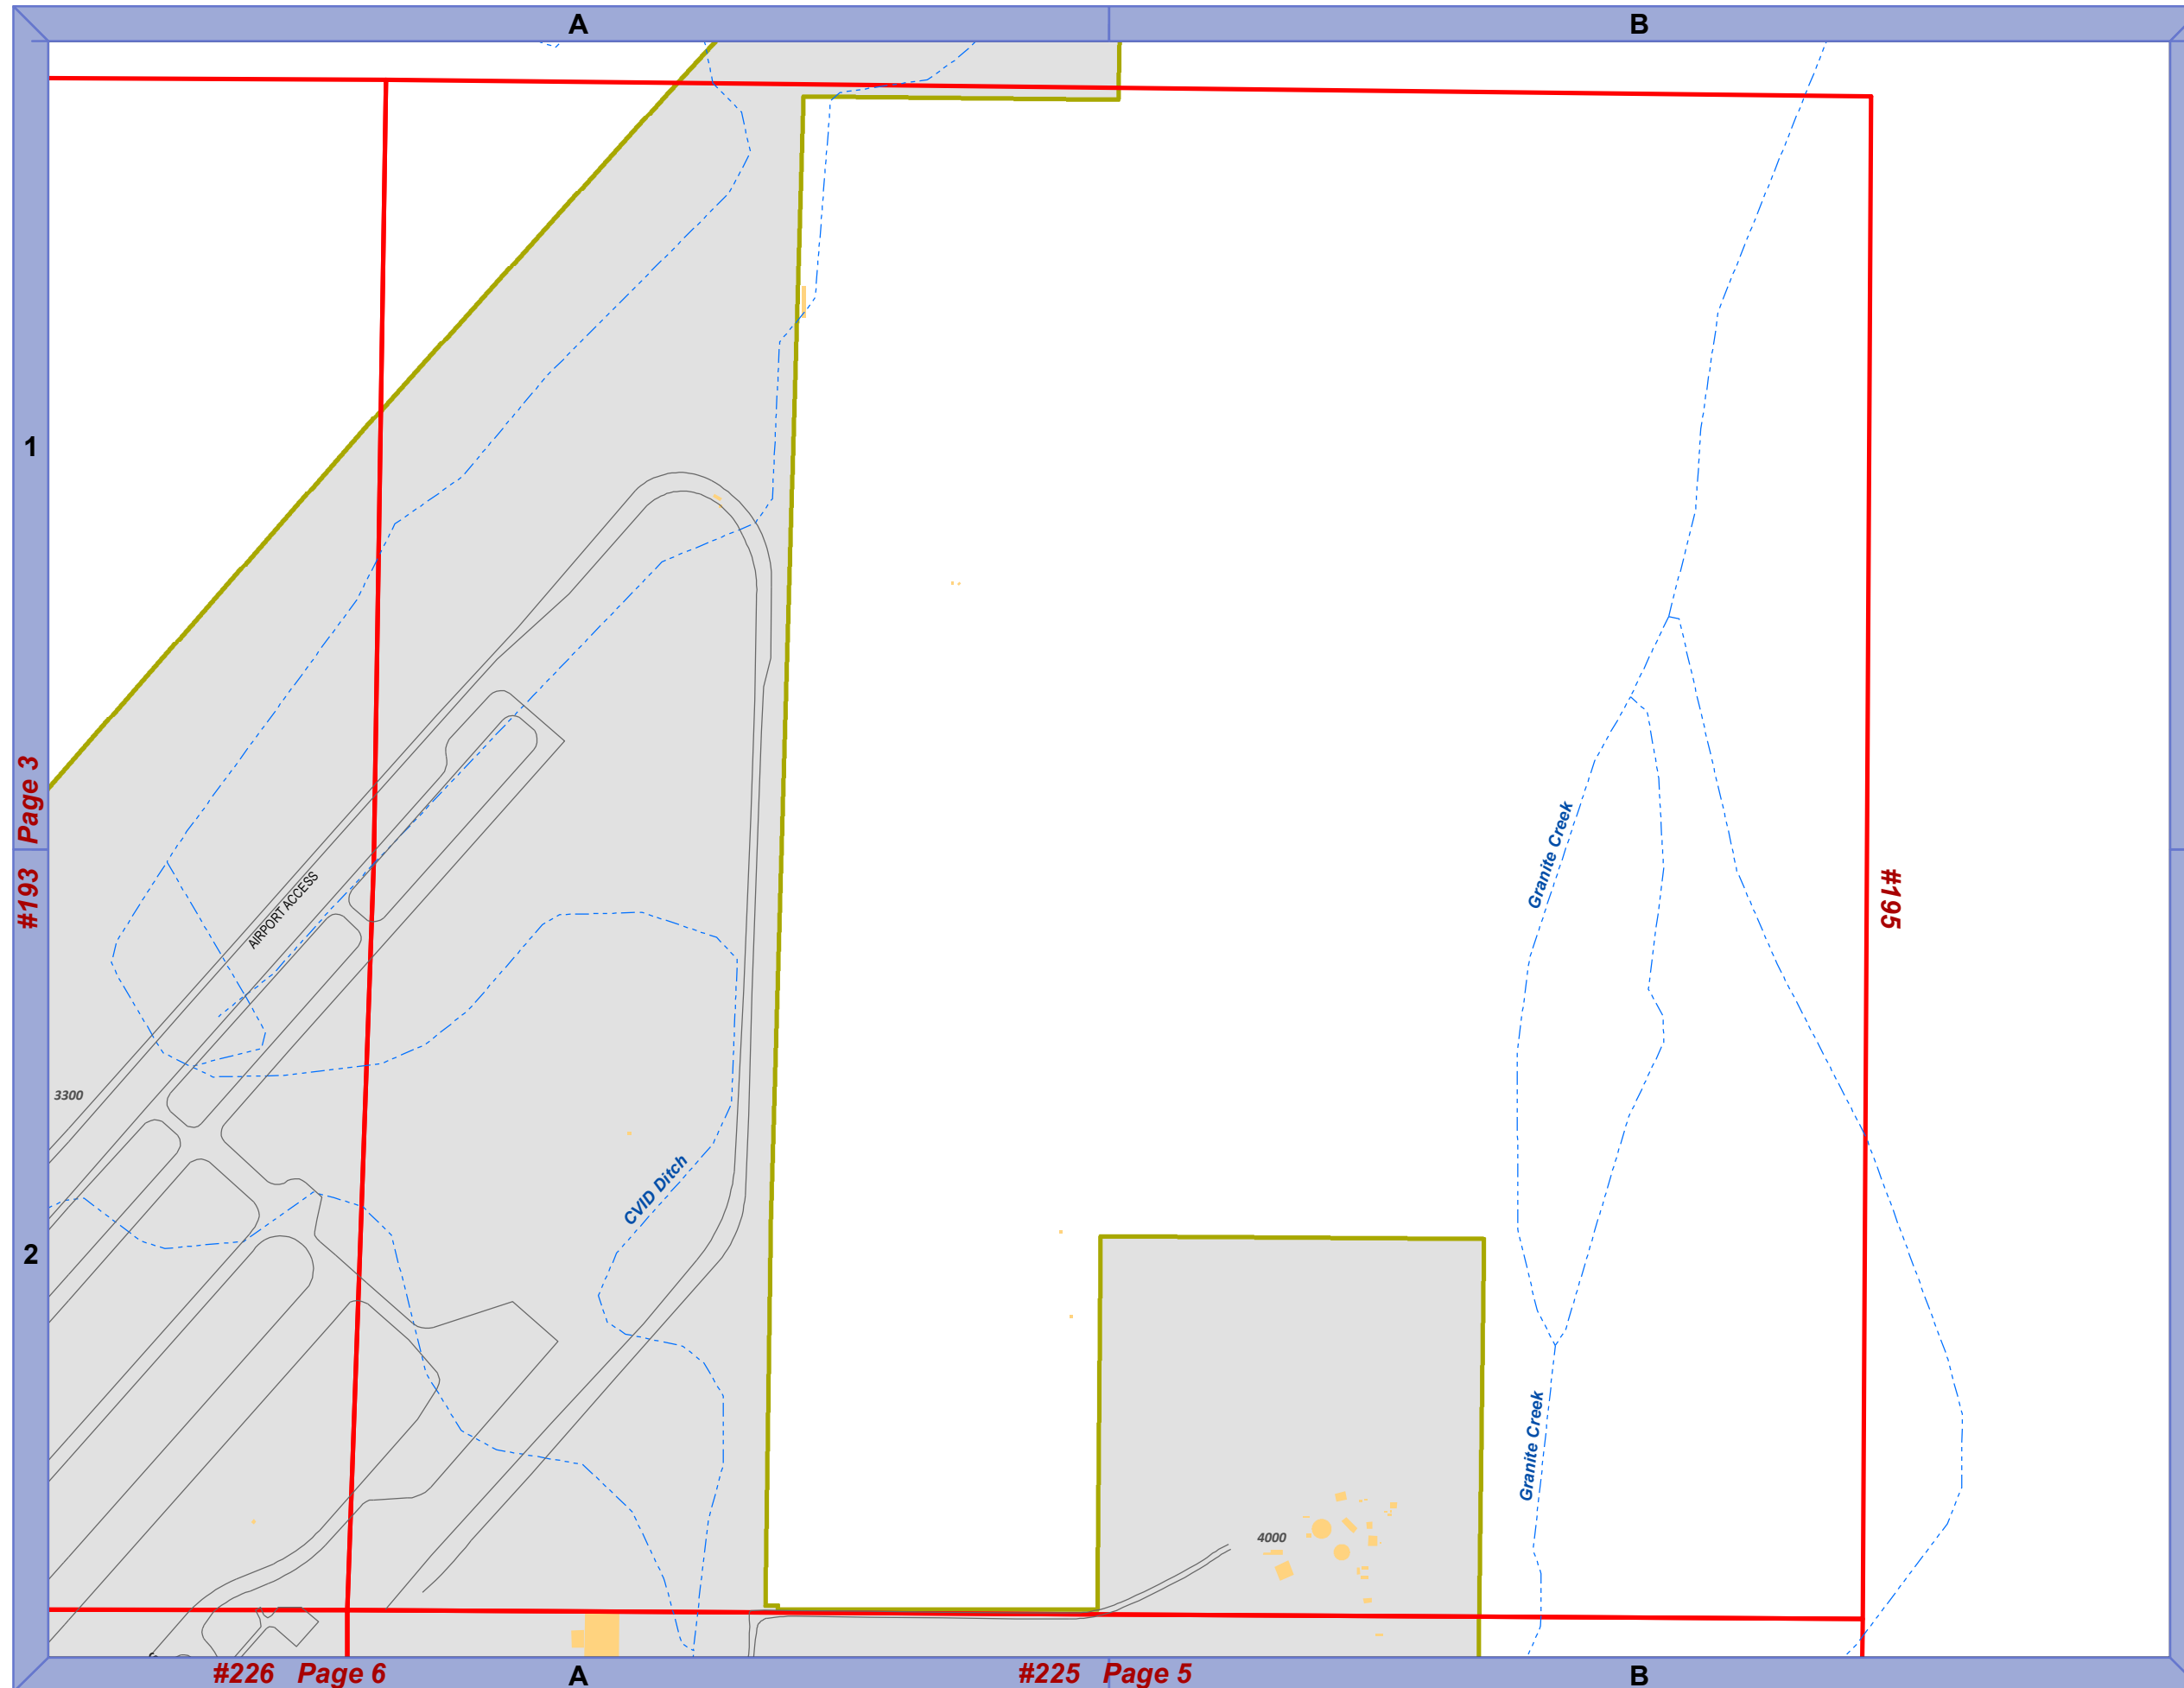 A
B
1
Page 3
#193
AIRPORT ACCESS
3300
2
CVID Ditch
Granite Creek
#195
Granite Creek
4000
#226 Page 6
A
#225 Page 5
B